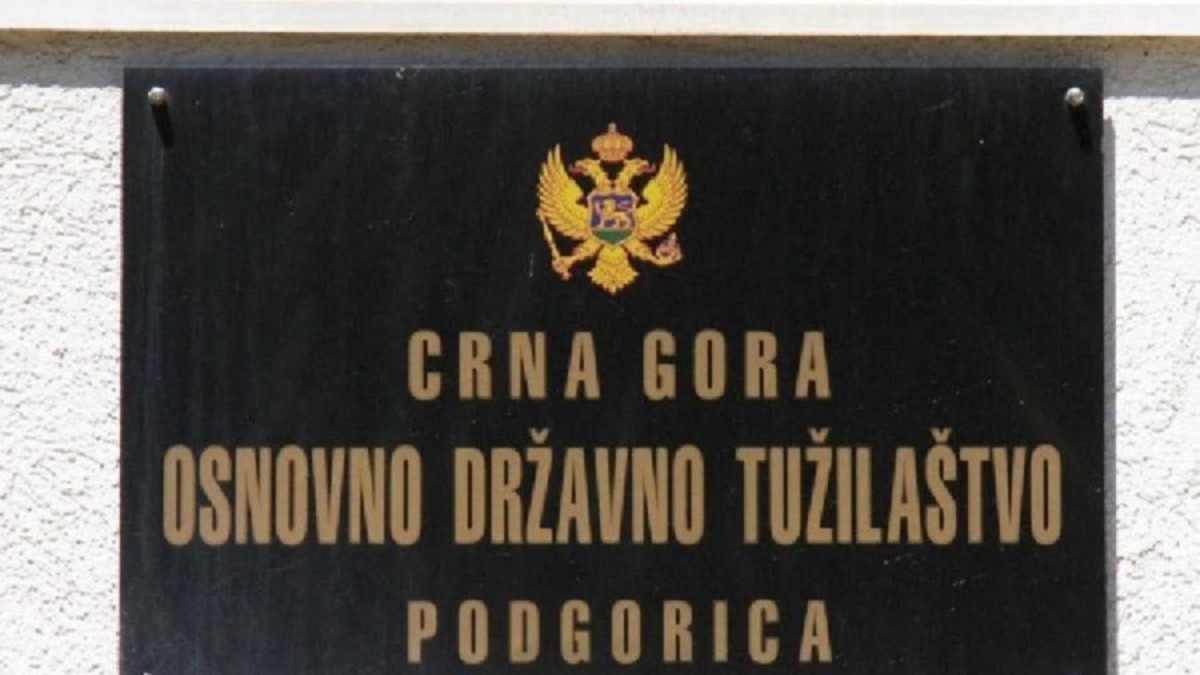 CRNA GORA
OSNOVNO DRŽAVNO TUŽILAŠTVO
PODGORICA